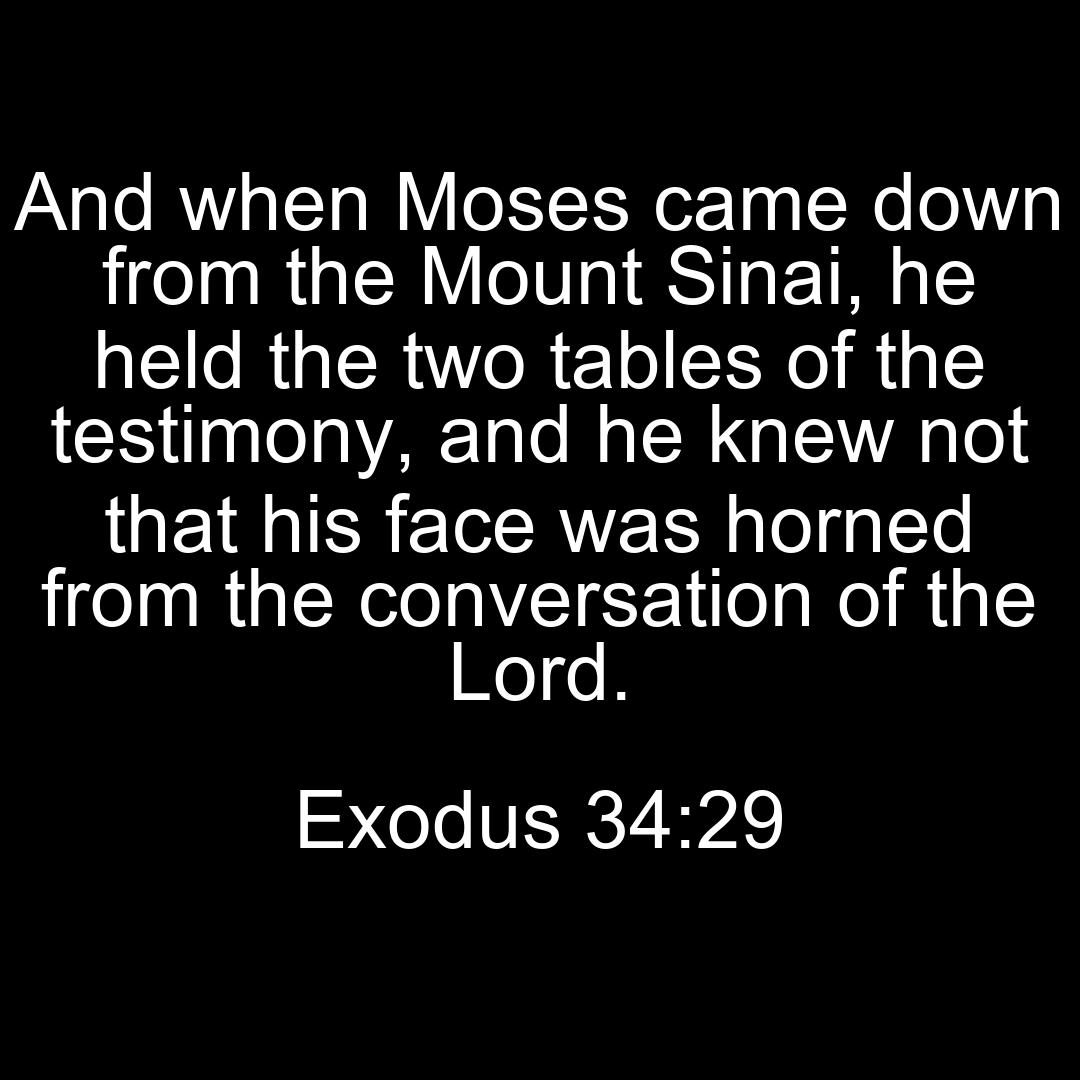 And when Moses came down
from the Mount Sinai, he
held the two tables of the
testimony, and he knew not
that his face was horned
from the conversation of the
Lord.
Exodus 34:29